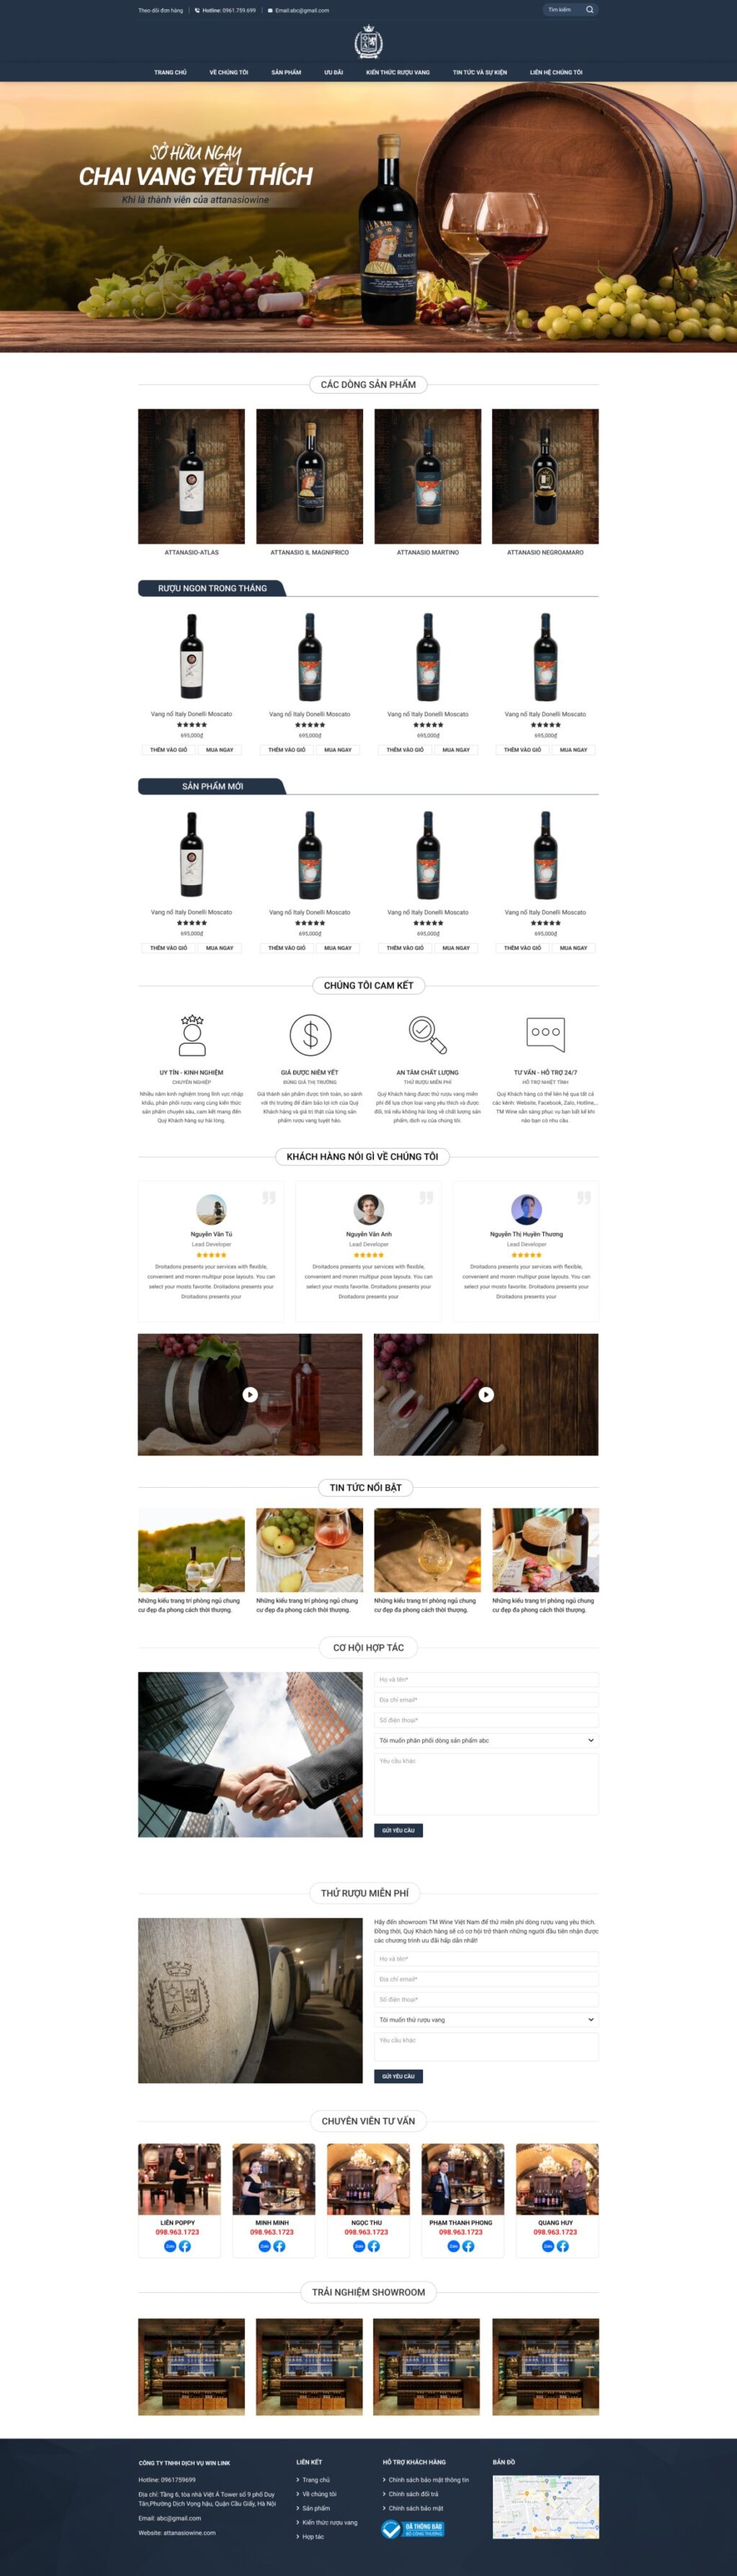 Theo dõi đơn hàng
Hotline: 0961.759.699
Email:abc@gmail.com
Tìm kiếm
TRANG CHỦ
VỀ CHÚNG TÔI
SẢN PHẨM
ƯU ĐÃI
KIẾN THỨC RƯỢU VANG
TIN TỨC VÀ SỰ KIỆN
LIÊN HỆ CHÚNG TÔI
SỞ HỮU NGAY
CHAI VANG YÊU THÍCH
Khi là thành viên của attanasiowine
CÁC DÒNG SẢN PHẨM
ATTANASIO-ATLAS
ATTANASIO IL MAGNIFRICO
ATTANASIO MARTINO
ATTANASIO NEGROAMARO
RƯỢU NGON TRONG THÁNG
Vang nổ Italy Donelli Moscato
Vang nổ Italy Donelli Moscato
Vang nổ Italy Donelli Moscato
Vang nổ Italy Donelli Moscato
695,000₫
695,000₫
695,000₫
695,000₫
THÊM VÀO GIỎ MUA NGAY
THÊM VÀO GIỎ MUA NGAY
THÊM VÀO GIỎ MUA NGAY
THÊM VÀO GIỎ MUA NGAY
SẢN PHẨM MỚI
Vang nổ Italy Donelli Moscato
Vang nổ Italy Donelli Moscato
Vang nổ Italy Donelli Moscato
Vang nổ Italy Donelli Moscato
695,000₫
695,000₫
695,000₫
695,000₫
THÊM VÀO GIỎ MUA NGAY
THÊM VÀO GIỎ MUA NGAY
THÊM VÀO GIỎ MUA NGAY
THÊM VÀO GIỎ MUA NGAY
CHÚNG TÔI CAM KẾT
UY TÍN - KINH NGHIỆM
CHUYÊN NGHIỆP
Nhiều năm kinh nghiệm trong lĩnh vực nhập
khẩu, phân phối rượu vang cùng kiến thức
sản phẩm chuyên sâu, cam kết mang đến
Quý Khách hàng sự hài lòng.
GIÁ ĐƯỢC NIÊM YẾT
ĐÚNG GIÁ THỊ TRƯỜNG
Giá thành sản phẩm được tính toán, so sánh
với thị trường để đảm bảo lợi ích của Quý
Khách hàng và giá trị thật của từng sản
phẩm rượu vang tuyệt hảo.
AN TÂM CHẤT LƯỢNG
THỬ RƯỢU MIỄN PHÍ
Quý Khách hàng được thử rượu vang miễn
phí để lựa chọn loại vang yêu thích và được
đổi, trả nếu không hài lòng về chất lượng sản
phẩm, dịch vụ của chúng tôi.
TƯ VẤN - HỖ TRỢ 24/7
HỖ TRỢ NHIỆT TÌNH
Quý Khách hàng có thể liên hệ qua tất cả
các kênh: Website, Facebook, Zalo, Hotline,..
TM Wine sẵn sàng phục vụ bạn bất kể khi
nào bạn có nhu cầu.
KHÁCH HÀNG NÓI GÌ VỀ CHÚNG TÔI
Nguyễn Văn Tú
Lead Developer
Droitadons presents your services with flexible,
convenient and moren multipur pose layouts. You can
select your mosts favorite. Droitadons presents your
Droitadons presents your
Nguyễn Vân Anh
Lead Developer
Droitadons presents your services with flexible,
convenient and moren multipur pose layouts. You can
select your mosts favorite. Droitadons presents your
Droitadons presents your
Nguyễn Thị Huyền Thương
Lead Developer
Droitadons presents your services with flexible,
convenient and moren multipur pose layouts. You can
select your mosts favorite. Droitadons presents your
Droitadons presents your
TIN TỨC NỔI BẬT
Những kiểu trang trí phòng ngủ chung
cư đẹp đa phong cách thời thượng.
Những kiểu trang trí phòng ngủ chung
cư đẹp đa phong cách thời thượng.
Những kiểu trang trí phòng ngủ chung
cư đẹp đa phong cách thời thượng.
Những kiểu trang trí phòng ngủ chung
cư đẹp đa phong cách thời thượng.
CƠ HỘI HỢP TÁC
Họ và tên*
Địa chỉ email*
Số điện thoại*
Tôi muốn phân phối dòng sản phẩm abc
Yêu cầu khác
GỬI YÊU CẦU
THỬ RƯỢU MIỄN PHÍ
Hãy đến showroom TM Wine Việt Nam để thử miễn phí dòng rượu vang yêu thích.
Đồng thời, Quý Khách hàng sẽ có cơ hội trở thành những người đầu tiên nhận được
các chương trình ưu đãi hấp dẫn nhất!
Họ và tên*
Địa chỉ email*
Số điện thoại*
Tôi muốn thử rượu vang
Yêu cầu khác
GỬI YÊU CẦU
CHUYÊN VIÊN TƯ VẤN
LIÊN POPPY
098.963.1723
Zalo
MINH MINH
098.963.1723
Zalo
NGỌC THU
098.963.1723
Zalo
PHẠM THANH PHONG
098.963.1723
Zalo
QUANG HUY
098.963.1723
Zalo
TRẢI NGHIỆM SHOWROOM
CÔNG TY TNHH DỊCH VỤ WIN LINK
Hotline: 0961759699
Địa chỉ: Tầng 6, tòa nhà Việt Á Tower số 9 phố Duy
Tân,Phường Dịch Vọng hậu, Quận Cầu Giấy, Hà Nội
Email: abc@gmail.com
Website: attanasiowine.com
LIÊN KẾT
Trang chủ
Về chúng tôi
Sản phẩm
Kiến thức rượu vang
Hợp tác
HỖ TRỢ KHÁCH HÀNG
Chính sách bảo mật thông tin
Chính sách đổi trả
Chính sách bảo mật
ĐÃ THÔNG BÁO
BỘ CÔNG THƯƠNG
BẢN ĐỒ